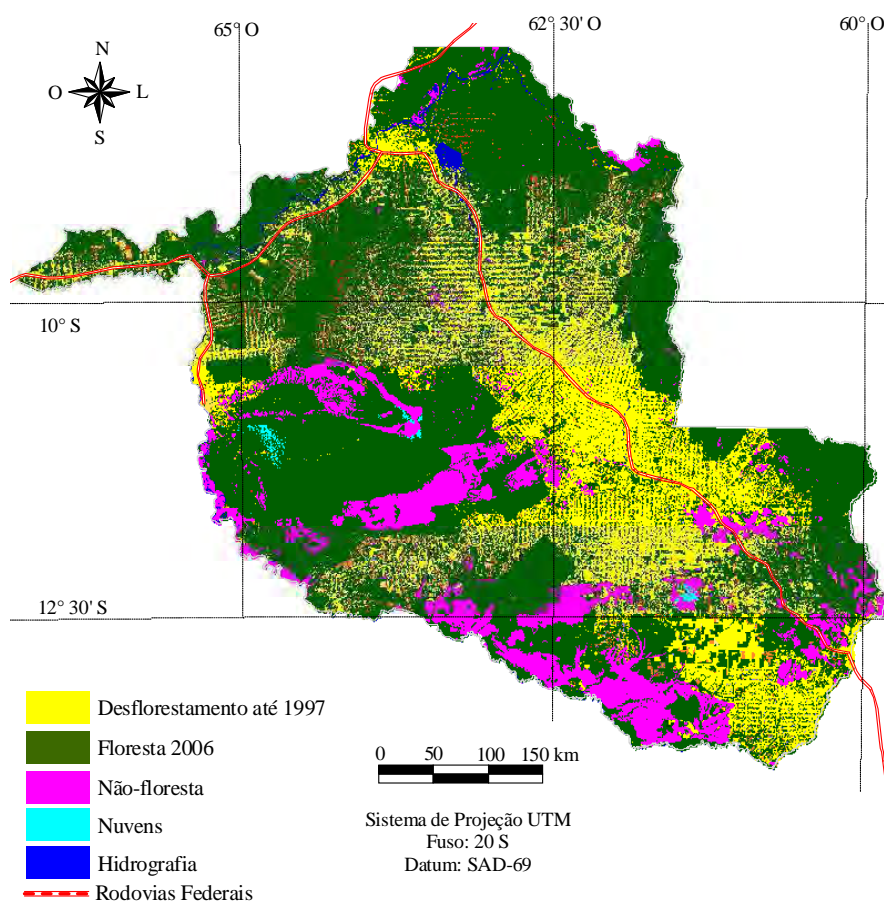 65° O
62° 30' O
60° O
N
O
L
S
10° S
12° 30' S
Desflorestamento até 1997
Floresta 2006
Não-floresta
Nuvens
Hidrografia
Rodovias Federais
0 50 100 150 km
Sistema de Projeção UTM
Fuso: 20 S
Datum: SAD-69